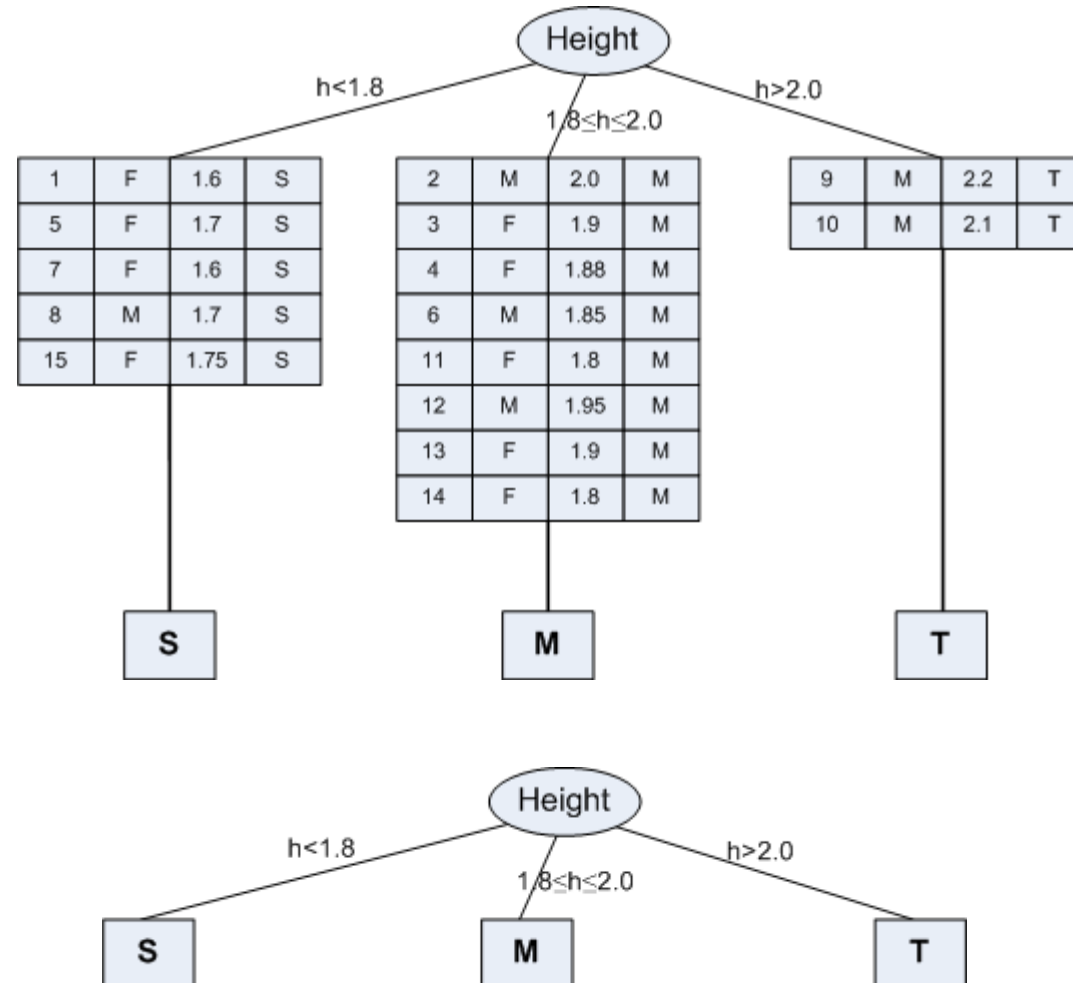 Height
h<1.8
1.8≤h≤2.0
h>2.0
1 F 1.6 S
5 F 1.7 S
7 F 1.6 S
8 M 1.7 S
15 F 1.75 S
2 M 2.0 M
3 F 1.9 M
4 F 1.88 M
6 M 1.85 M
11 F 1.8 M
12 M 1.95 M
13 F 1.9 M
14 F 1.8 M
9 M 2.2 T
10 M 2.1 T
S
M
T
Height
h<1.8
1.8≤h≤2.0
h>2.0
S
M
T